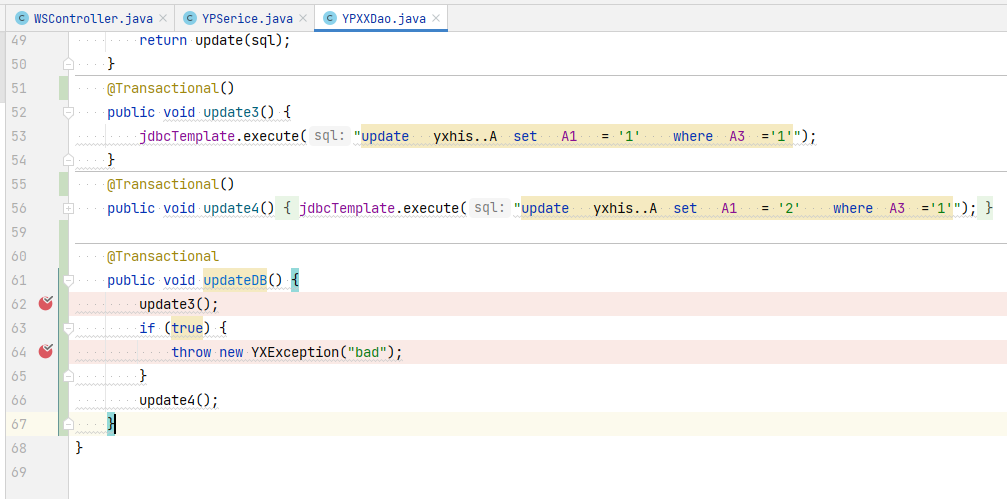 WSController.java YPSerice.java YPXXDao.java
49 return update(sql);
50 }
51 @Transactional()
52 public void update3() {
53 jdbcTemplate.execute( sql: "update yxhis..A set A1 = '1' where A3 ='1'");
54 }
55 @Transactional()
56 public void update4() { jdbcTemplate.execute( sql: "update yxhis..A set A1 = '2' where A3 ='1'"); }
59
60 @Transactional
61 public void updateDB() {
62 update3();
63 if (true) {
64 throw new YXException("bad");
65 }
66 update4();
67 }
68 }
69